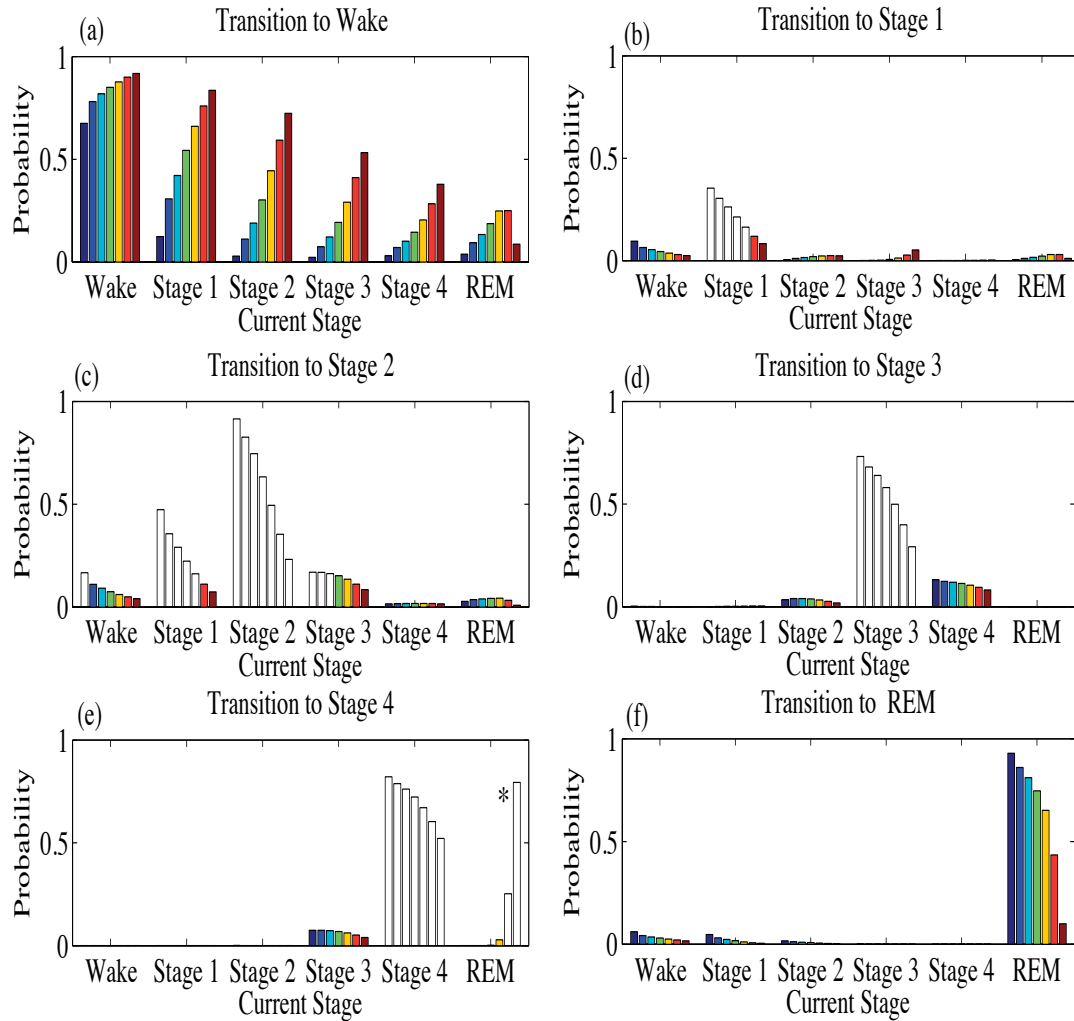 (a)
Transition to Wake
1
0.5
0
Probability
Wake Stage 1 Stage 2 Stage 3 Stage 4 REM
Current Stage
(b)
Transition to Stage 1
1
0.5
0
Probability
Wake Stage 1 Stage 2 Stage 3 Stage 4 REM
Current Stage
(c)
Transition to Stage 2
1
0.5
0
Probability
Wake Stage 1 Stage 2 Stage 3 Stage 4 REM
Current Stage
(d)
Transition to Stage 3
1
0.5
0
Probability
Wake Stage 1 Stage 2 Stage 3 Stage 4 REM
Current Stage
(e)
Transition to Stage 4
1
0.5
0
Probability
*
Wake Stage 1 Stage 2 Stage 3 Stage 4 REM
Current Stage
(f)
Transition to REM
1
0.5
0
Probability
Wake Stage 1 Stage 2 Stage 3 Stage 4 REM
Current Stage